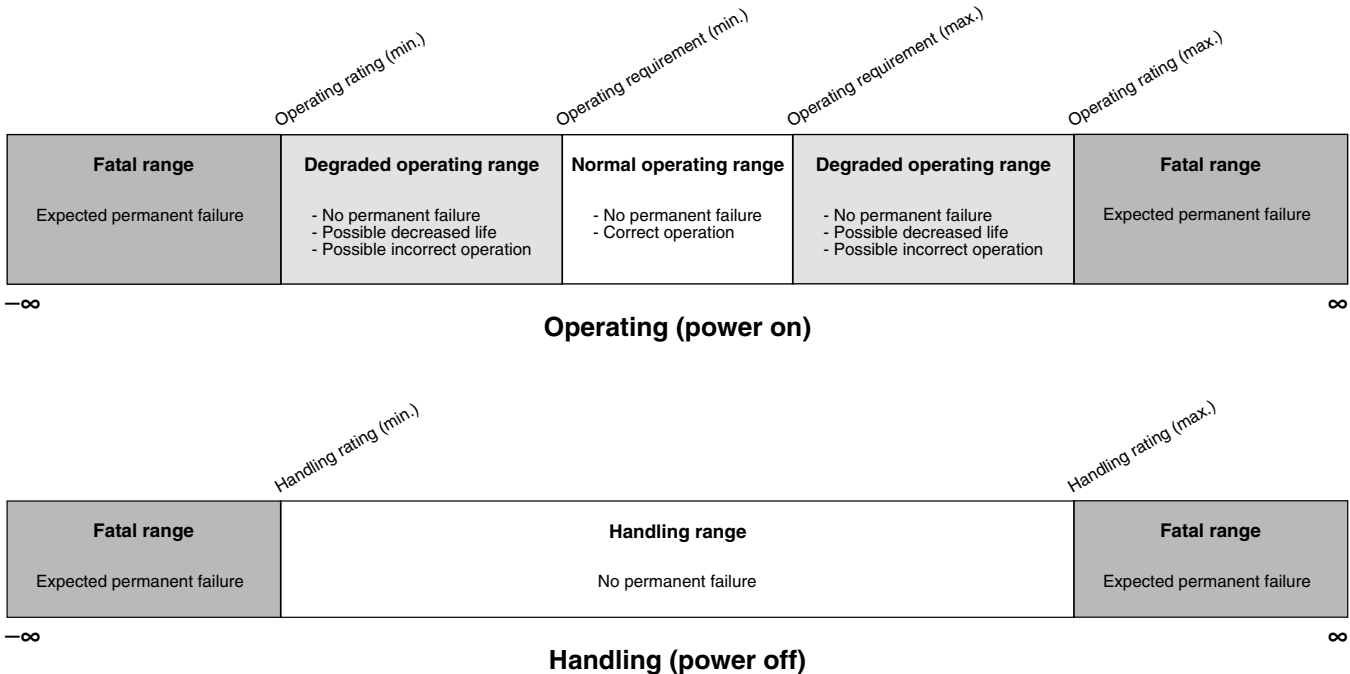 Operating rating (min.)
Operating requirement (min.)
Operating requirement (max.)
Operating rating (max.)
Fatal range
Expected permanent failure
Degraded operating range
- No permanent failure
- Possible decreased life
- Possible incorrect operation
Normal operating range
- No permanent failure
- Correct operation
Degraded operating range
- No permanent failure
- Possible decreased life
- Possible incorrect operation
Fatal range
Expected permanent failure
–∞
∞
Operating (power on)
Handling rating (min.)
Handling rating (max.)
Fatal range
Expected permanent failure
Handling range
No permanent failure
Fatal range
Expected permanent failure
–∞
∞
Handling (power off)